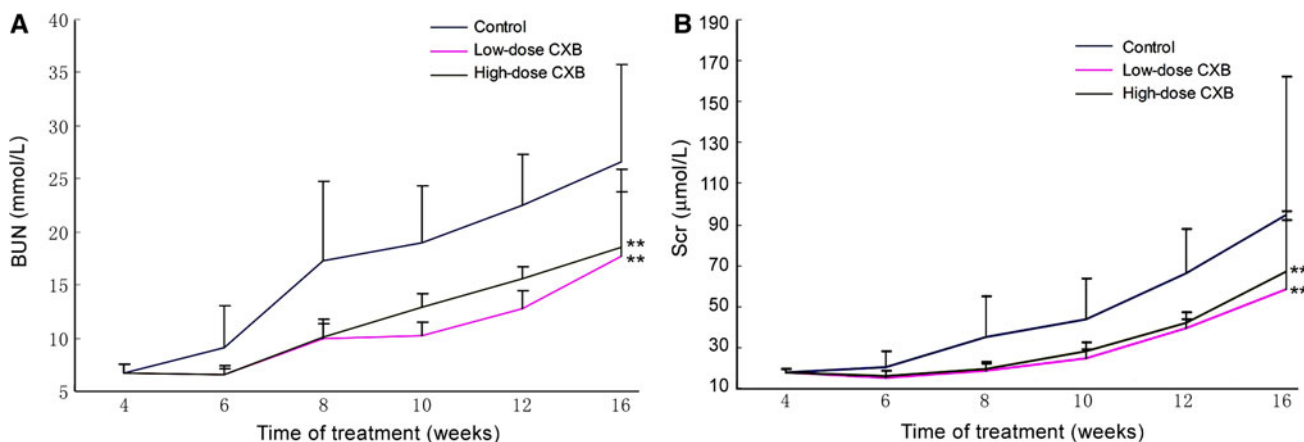 A
BUN (mmol/L)
40
35
30
25
20
15
10
5
Control
Low-dose CXB
High-dose CXB
**
**
4 6 8 10 12 16
Time of treatment (weeks)
B
Scr (μmol/L)
190
170
150
130
110
90
70
50
30
10
Control
Low-dose CXB
High-dose CXB
**
**
4 6 8 10 12 16
Time of treatment (weeks)